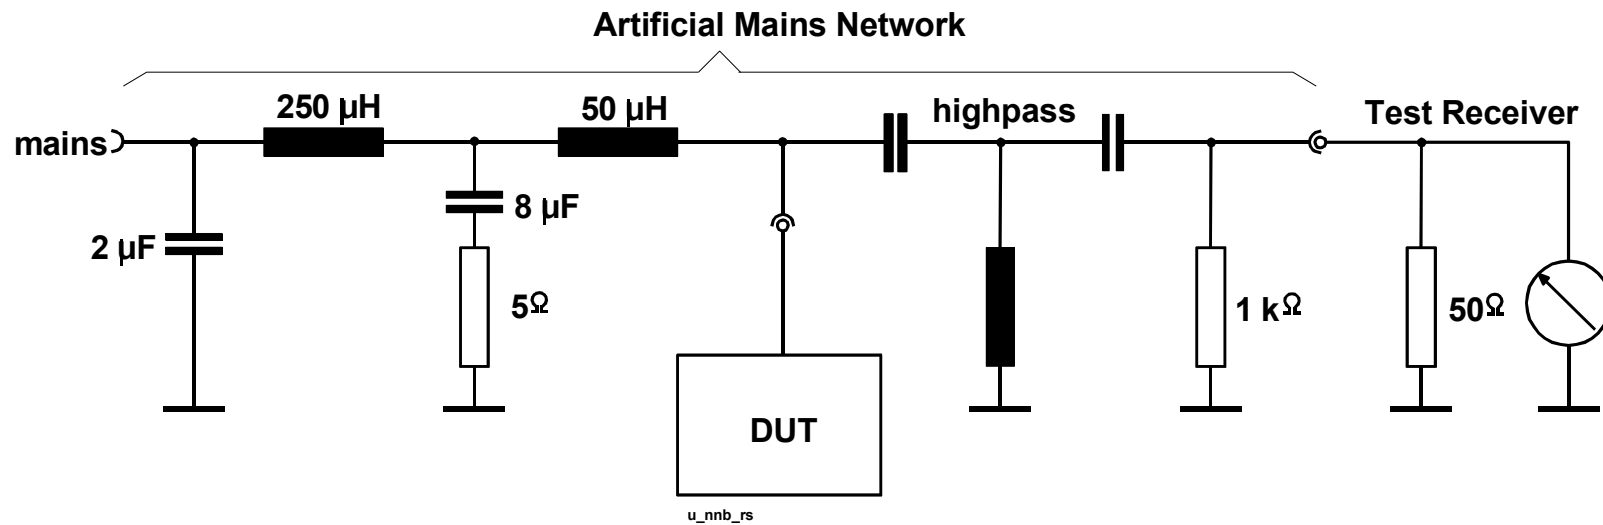 Artificial Mains Network
250 µH
50 µH
highpass
Test Receiver
mains
8 µF
2 µF
5Ω
1 kΩ
50Ω
DUT
u_nnb_rs